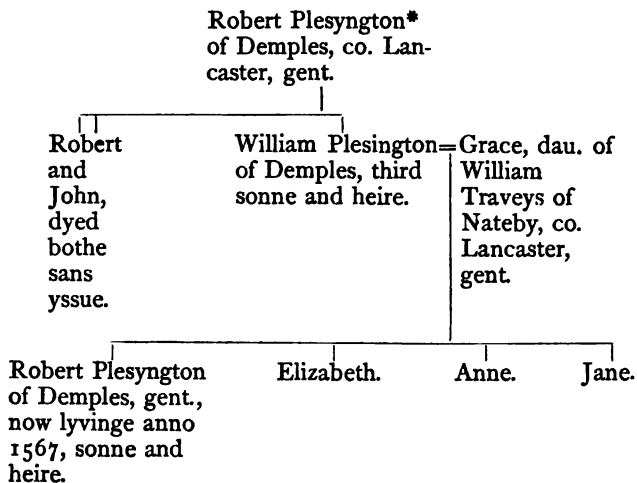 Robert Plesyngton*
of Demples, co. Lan-
caster, gent.
Robert
and
John,
dyed
bothe
sans
yssue.
William Plesington=
of Demples, third
sonne and heire.
Grace, dau. of
William
Traveys of
Nateby, co.
Lancaster,
gent.
Robert Plesyngton
of Demples, gent.,
now lyvinge anno
1567, sonne and
heire.
Elizabeth.
Anne.
Jane.